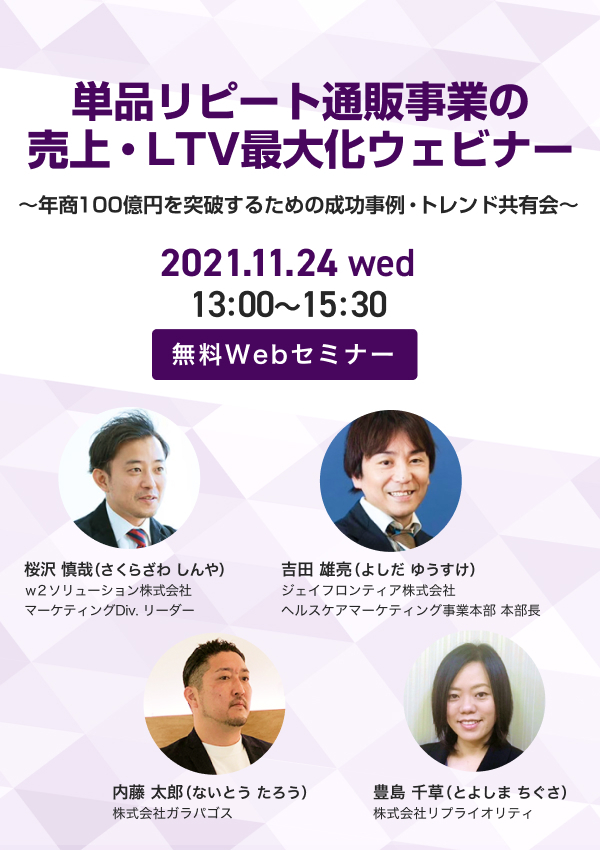 単品リピート通販事業の
売上・LTV最大化ウェビナー
～年商100億円を突破するための成功事例・トレンド共有会～
2021.11.24 wed
13:00～15:30
無料Webセミナー
桜沢 慎哉（さくらざわ しんや）
w2ソリューション株式会社
マーケティングDiv. リーダー
吉田 雄亮（よしだ ゆうすけ）
ジェイフロンティア株式会社
ヘルスケアマーケティング事業本部 本部長
内藤 太郎（ないとう たろう）
株式会社ガラパゴス
豊島 千草（とよしま ちぐさ）
株式会社リプライオリティ